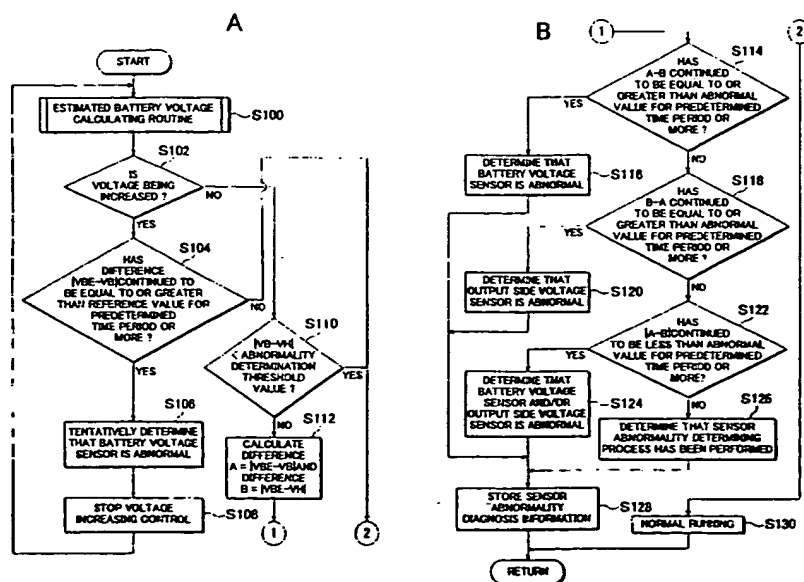 A
START
ESTIMATED BATTERY VOLTAGE
CALCULATING ROUTINE
S100
S102
IS
VOLTAGE BEING
INCREASED ?
NO
YES
S104
HAS
DIFFERENCE
|VBE-VB|CONTINUED TO
BE EQUAL TO OR GREATER
THAN REFERENCE VALUE FOR
PREDETERMINED
TIME PERIOD OR
MORE ?
NO
YES
S106
TENTATIVELY DETERMINE
THAT BATTERY VOLTAGE
SENSOR IS ABNORMAL
STOP VOLTAGE
INCREASING CONTROL
S108
S110
|VB-VH|
< ABNORMALITY
DETERMINATION
THRESHOLD
VALUE ?
YES
NO
S112
CALCULATE
DIFFERENCE
A = |VBE-VB|AND
DIFFERENCE
B = |VBE-VH|
1
2
B
1
2
S114
HAS
A-B CONTINUED
TO BE EQUAL TO OR
GREATER THAN ABNORMAL
VALUE FOR PREDETERMINED
TIME PERIOD OR
MORE ?
YES
NO
DETERMINE THAT
BATTERY VOLTAGE
SENSOR IS ABNORMAL
S116
S118
HAS
B-A CONTINUED
TO BE EQUAL TO OR
GREATER THAN ABNORMAL
VALUE FOR PREDETERMINED
TIME PERIOD OR
MORE ?
YES
NO
DETERMINE THAT
OUTPUT SIDE VOLTAGE
SENSOR IS ABNORMAL
S120
S122
HAS
|A-B|CONTINUED
TO BE LESS THAN ABNORMAL
VALUE FOR PREDETERMINED
TIME PERIOD OR
MORE?
YES
NO
DETERMINE THAT
BATTERY VOLTAGE
SENSOR AND/OR
OUTPUT SIDE VOLTAGE
SENSOR IS ABNORMAL
S124
S126
DETERMINE THAT SENSOR
ABNORMALITY DETERMINING
PROCESS HAS BEEN PERFORMED
STORE SENSOR
ABNORMALITY
DIAGNOSIS INFORMATION
S128
NORMAL RUNNING
S130
RETURN